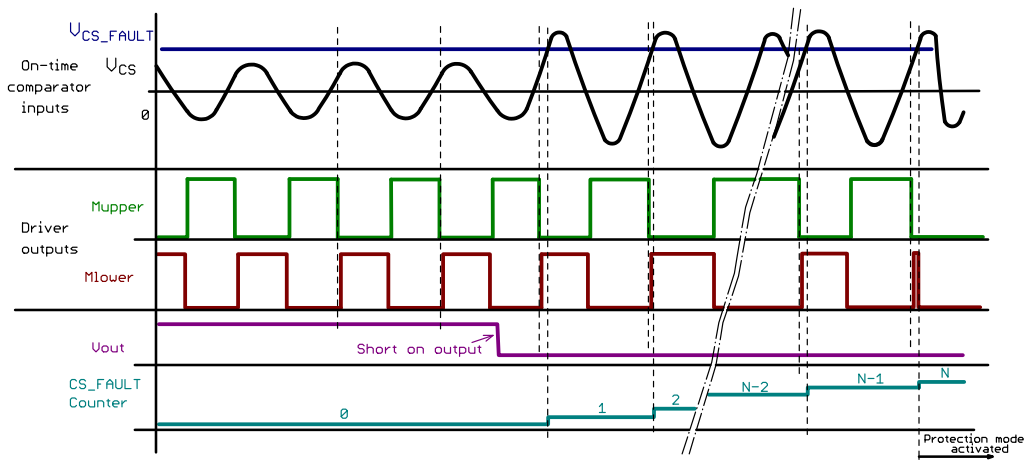 VCS_FAULT
On-time
comparator
inputs
VCS
0
Mupper
Driver
outputs
Mlower
Vout
Short on output
CS_FAULT
Counter
0
1
2
N-2
N-1
N
Protection mode
activated